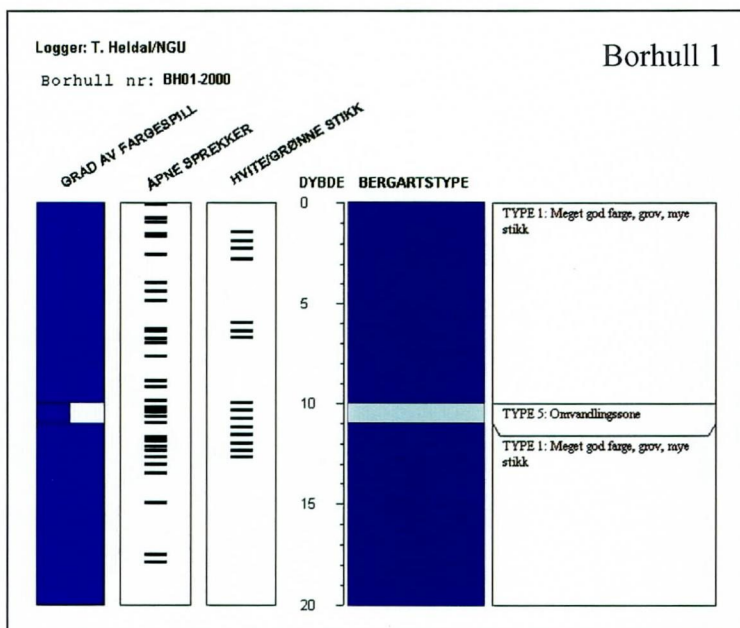 Logger: T. Heldal/NGU
Borhull 1
Borhull nr: BH01-2000
GRAD AV FARGESPILL
ÅPNE SPREKKER
HVITE/GRØNNE STIKK
DYBDE BERGARTSTYPE
0
TYPE 1: Meget god farge, grov, mye
stikk
5
10
TYPE 5: Omvandlingssone
TYPE 1: Meget god farge, grov, mye
stikk
15
20